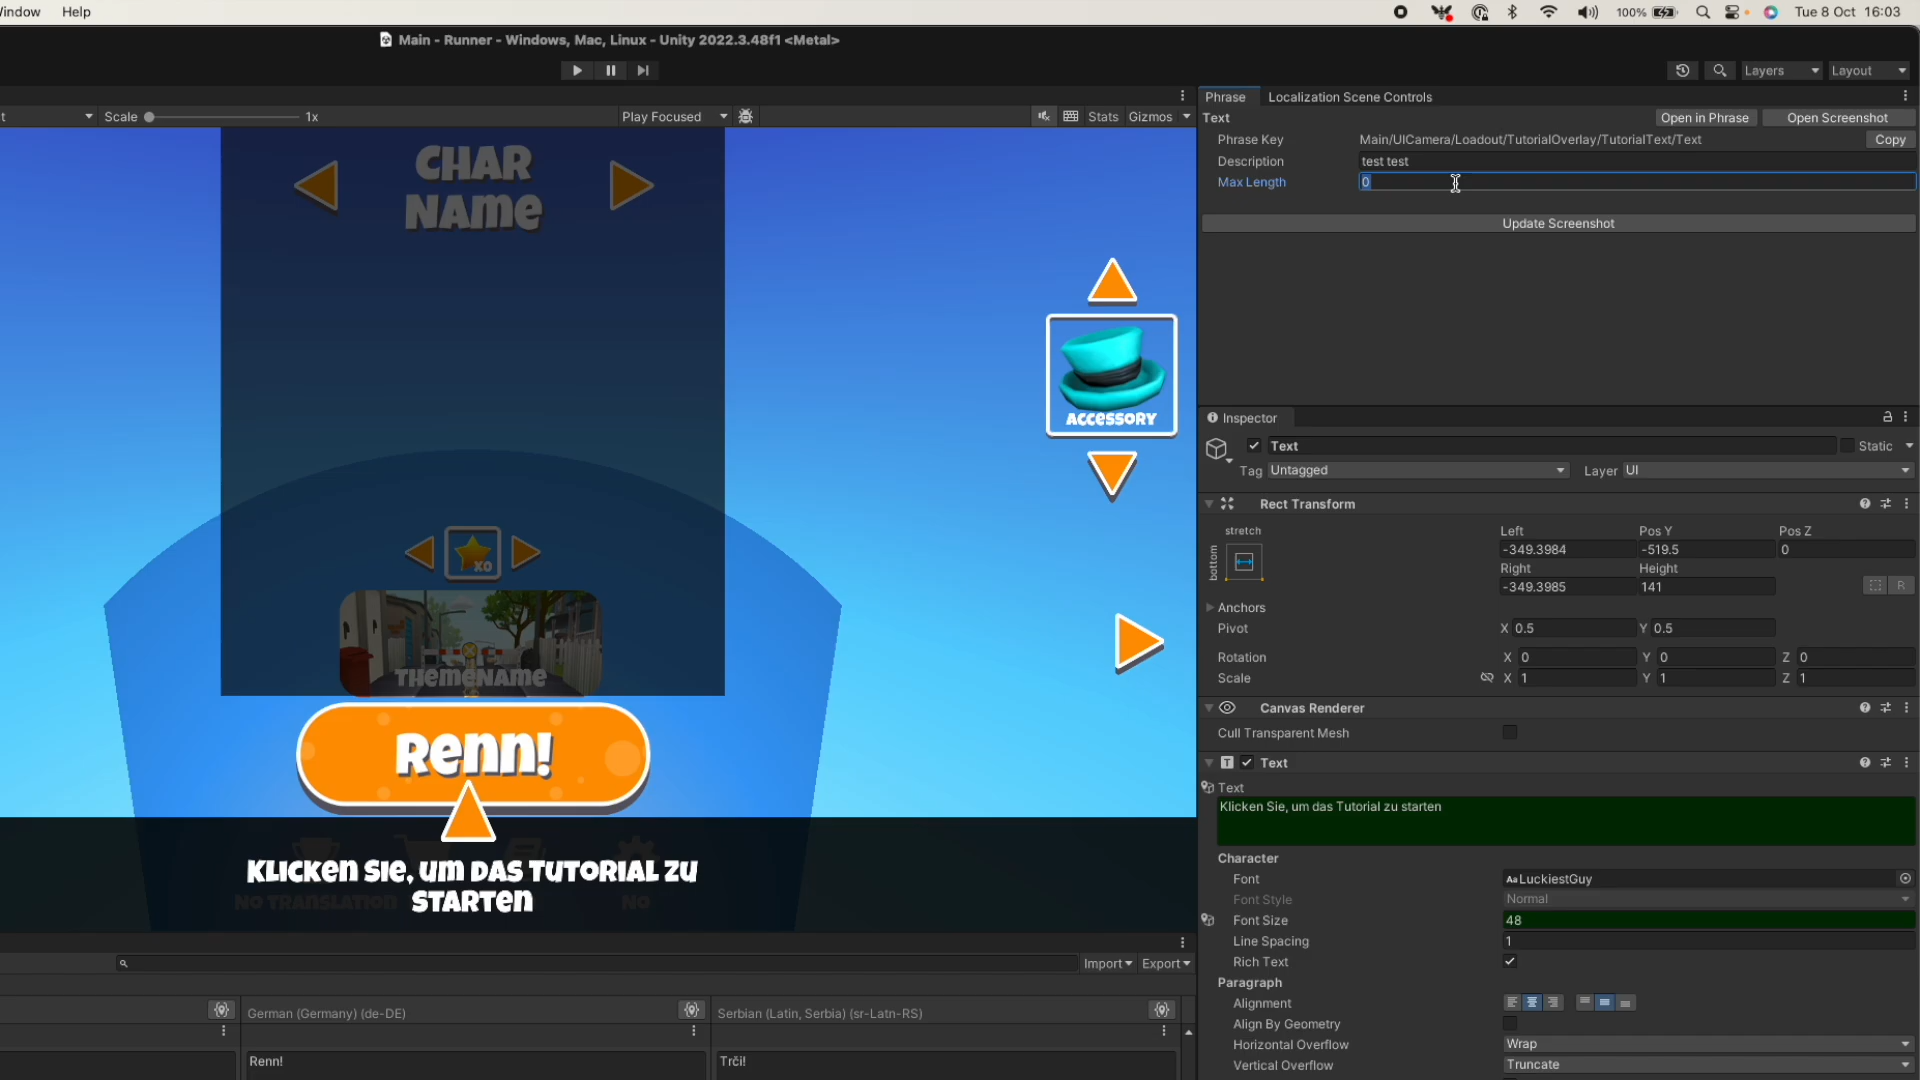 Window Help
100%
Tue 8 Oct 16:03
Main - Runner - Windows, Mac, Linux - Unity 2022.3.48f1 <Metal>
Layers
Layout
t
Scale
1x
Play Focused
Stats
Gizmos
Phrase
Localization Scene Controls
Text
Open in Phrase
Open Screenshot
Phrase Key
Main/UICamera/Loadout/TutorialOverlay/TutorialText/Text
Copy
Description
test test
Max Length
0
Update Screenshot
CHAR
NAme
ACCESSORY
x0
THemeNAme
Renn!
Klicken Sie, um das Tutorial zu
starten
NO TRANSLATION
NO
Inspector
Text
Static
Tag
Untagged
Layer
UI
Rect Transform
stretch
bottom
Left
Pos Y
Pos Z
-349.3984
-519.5
0
Right
Height
-349.3985
141
R
Anchors
Pivot
X 0.5
Y 0.5
Rotation
X 0
Y 0
Z 0
Scale
X 1
Y 1
Z 1
Canvas Renderer
Cull Transparent Mesh
Text
Text
Klicken Sie, um das Tutorial zu starten
Character
Font
Aa LuckiestGuy
Font Style
Normal
Font Size
48
Line Spacing
1
Rich Text
Paragraph
Alignment
Align By Geometry
Horizontal Overflow
Wrap
Vertical Overflow
Truncate
Import
Export
German (Germany) (de-DE)
Serbian (Latin, Serbia) (sr-Latn-RS)
Renn!
Trči!